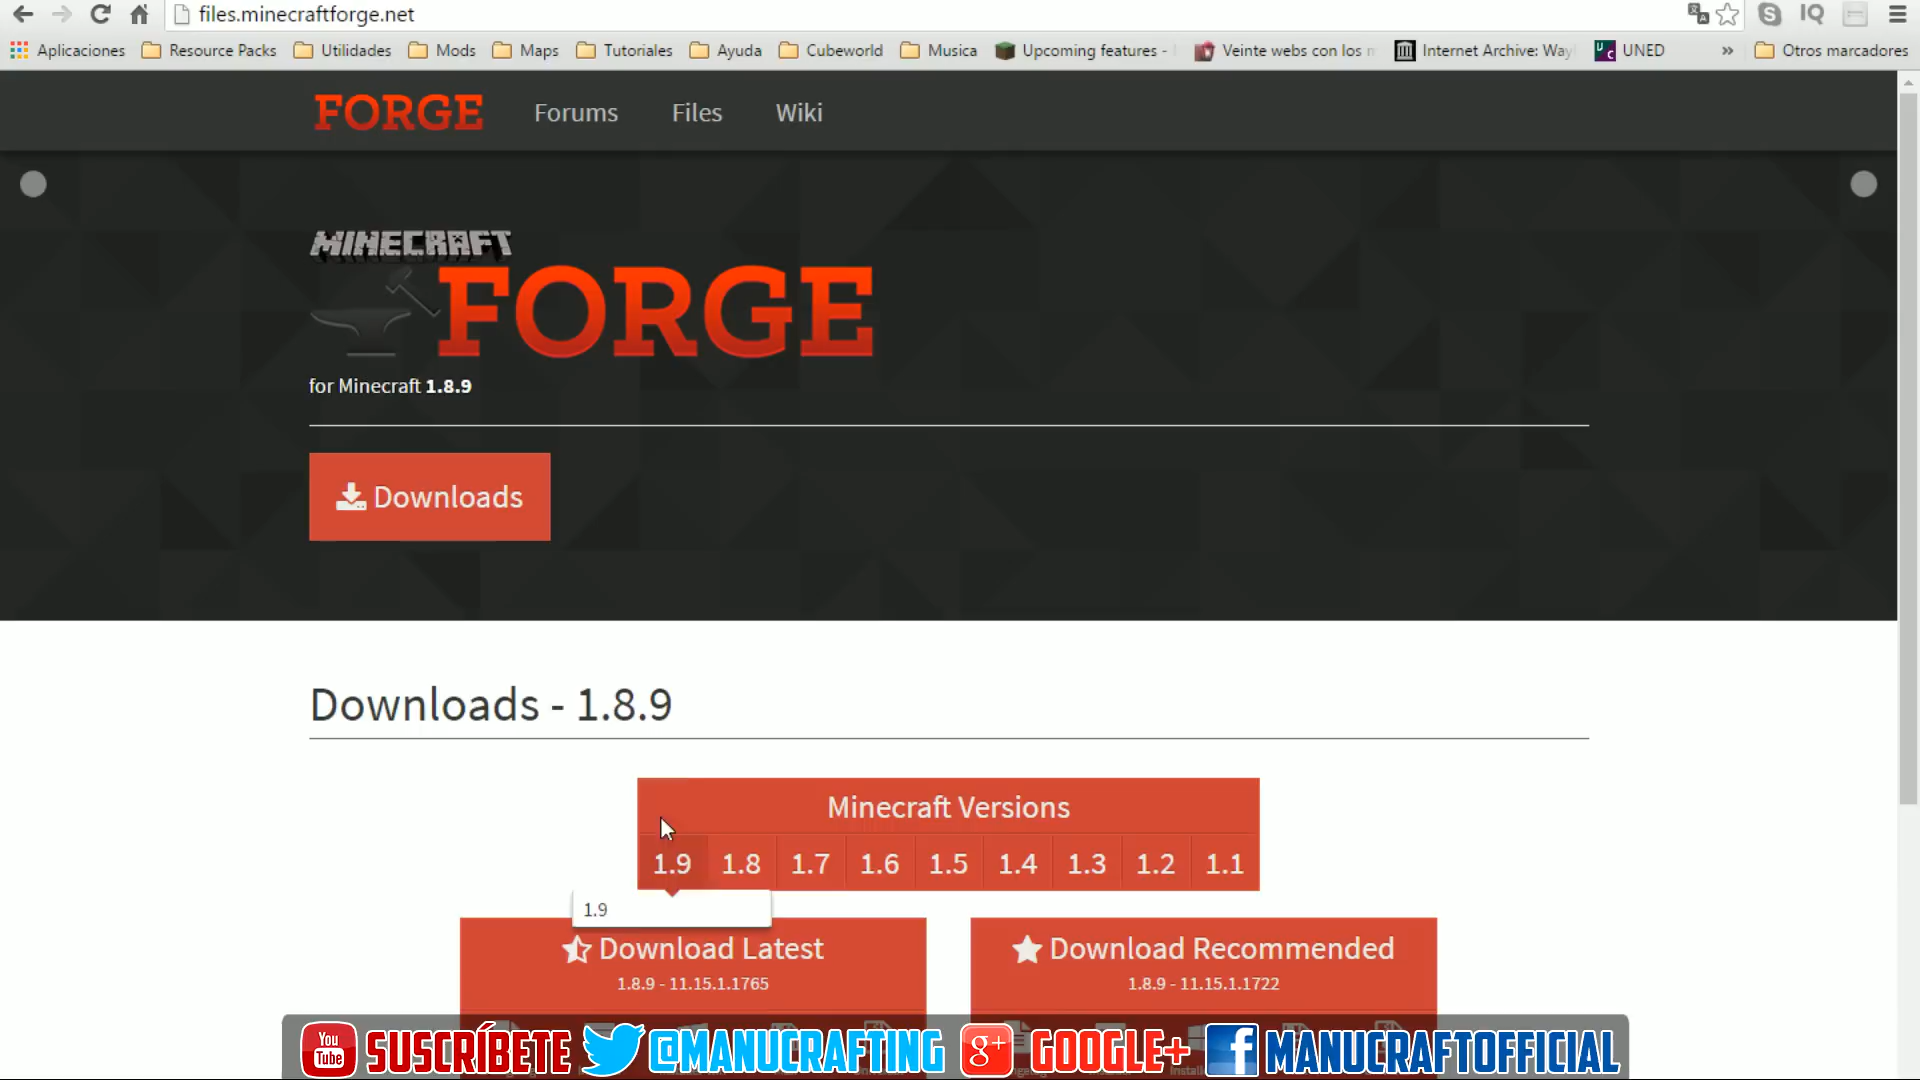 files.minecraftforge.net
Aplicaciones Resource Packs Utilidades Mods Maps Tutoriales Ayuda Cubeworld Musica Upcoming features - Veinte webs con los m Internet Archive: Way UNED » Otros marcadores
FORGE Forums Files Wiki
MINECRAFT
FORGE
for Minecraft 1.8.9
Downloads
Downloads - 1.8.9
Minecraft Versions
1.9 1.8 1.7 1.6 1.5 1.4 1.3 1.2 1.1
1.9
Download Latest
1.8.9 - 11.15.1.1765
Download Recommended
1.8.9 - 11.15.1.1722
You Tube SUSCRÍBETE @MANUCRAFTING g+ GOOGLE+ f MANUCRAFTOFFICIAL